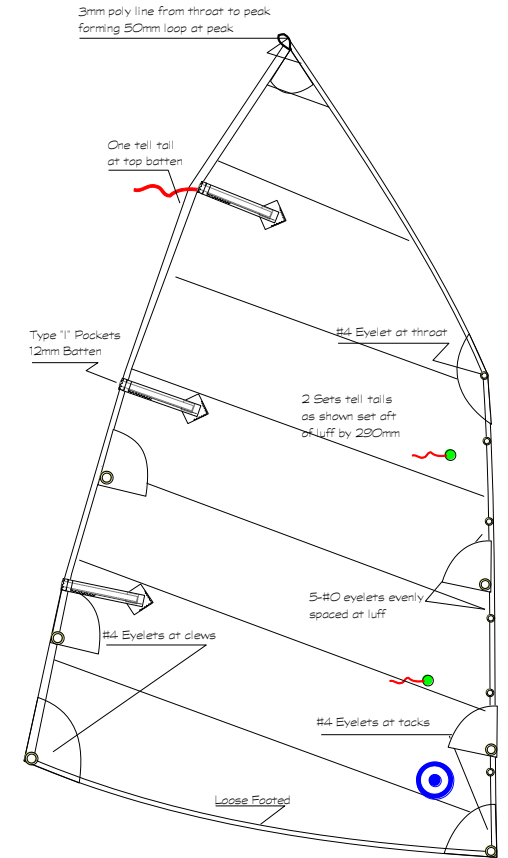 3mm poly line from throat to peak
forming 50mm loop at peak
One tell tail
at top batten
Type "I" Pockets
12mm Batten
#4 Eyelet at throat
2 Sets tell tails
as shown set aft
of luff by 290mm
5-#0 eyelets evenly
spaced at luff
#4 Eyelets at clews
#4 Eyelets at tacks
Loose Footed